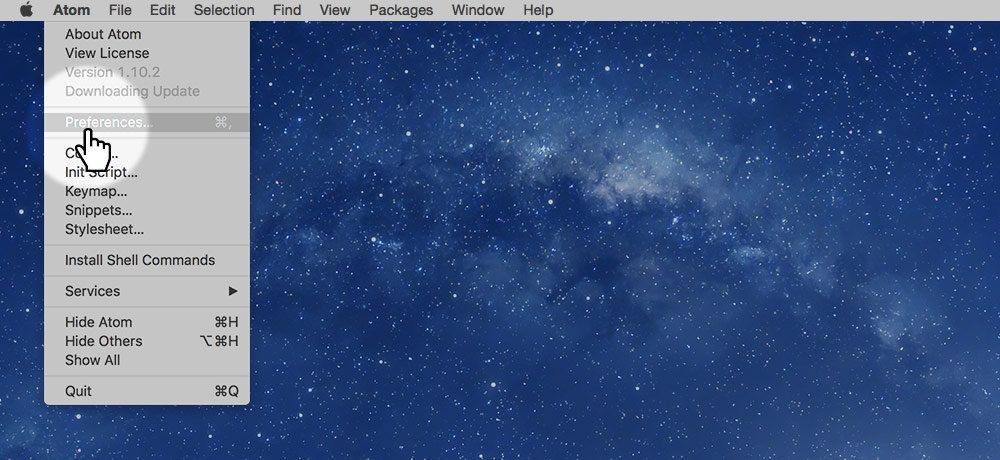 Atom File Edit Selection Find View Packages Window Help
About Atom
View License
Version 1.10.2
Downloading Update
Preferences... ⌘,
Init Script...
Keymap...
Snippets...
Stylesheet...
Install Shell Commands
Services ▶
Hide Atom ⌘H
Hide Others ⌥⌘H
Show All
Quit ⌘Q